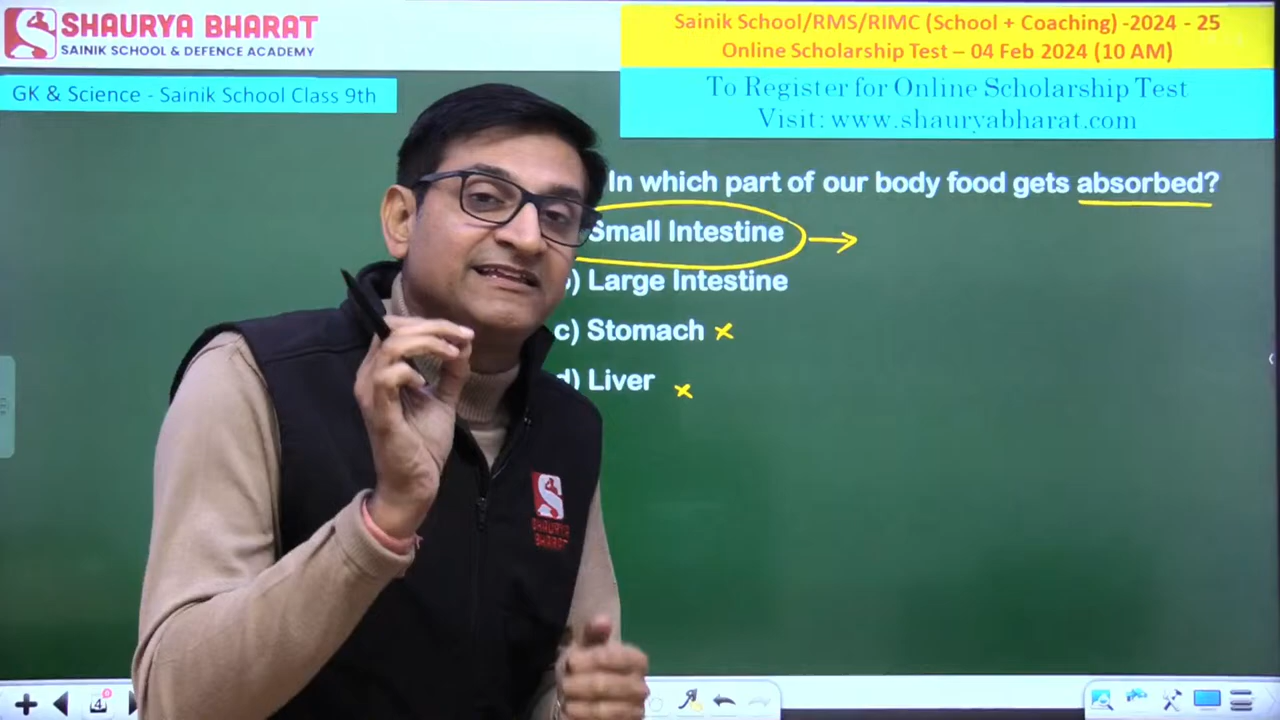 SHAURYA BHARAT
SAINIK SCHOOL & DEFENCE ACADEMY
Sainik School/RMS/RIMC (School + Coaching) -2024 - 25
Online Scholarship Test – 04 Feb 2024 (10 AM)
GK & Science - Sainik School Class 9th
To Register for Online Scholarship Test
Visit: www.shauryabharat.com
In which part of our body food gets absorbed?
Small Intestine
b) Large Intestine
c) Stomach
d) Liver
SHAURYA
BHARAT
4